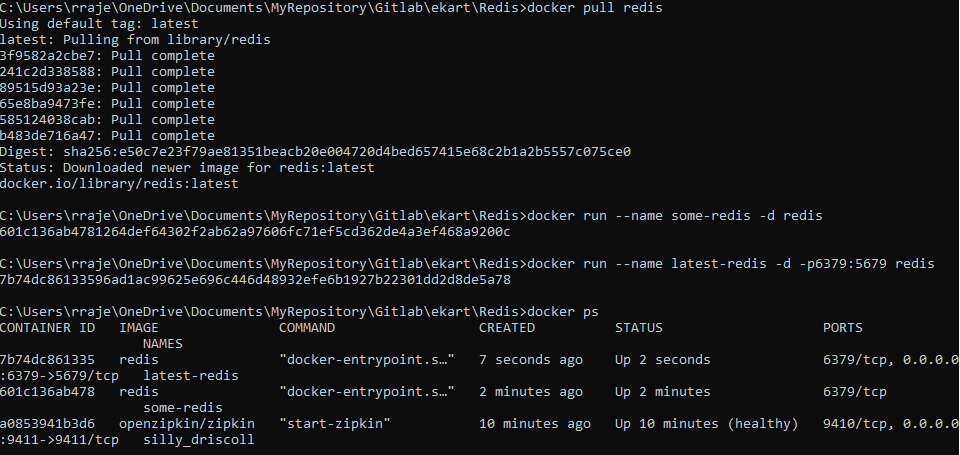 C:\Users\rraje\OneDrive\Documents\MyRepository\Gitlab\ekart\Redis>docker pull redis
Using default tag: latest
latest: Pulling from library/redis
3f9582a2cbe7: Pull complete
241c2d338588: Pull complete
89515d93a23e: Pull complete
65e8ba9473fe: Pull complete
585124038cab: Pull complete
b483de716a47: Pull complete
Digest: sha256:e50c7e23f79ae81351beacb20e004720d4bed657415e68c2b1a2b5557c075ce0
Status: Downloaded newer image for redis:latest
docker.io/library/redis:latest
C:\Users\rraje\OneDrive\Documents\MyRepository\Gitlab\ekart\Redis>docker run --name some-redis -d redis
601c136ab4781264def64302f2ab62a97606fc71ef5cd362de4a3ef468a9200c
C:\Users\rraje\OneDrive\Documents\MyRepository\Gitlab\ekart\Redis>docker run --name latest-redis -d -p6379:5679 redis
7b74dc86133596ad1ac99625e696c446d48932efe6b1927b22301dd2d8de5a78
C:\Users\rraje\OneDrive\Documents\MyRepository\Gitlab\ekart\Redis>docker ps
CONTAINER ID   IMAGE               COMMAND                  CREATED          STATUS                    PORTS
                  NAMES
7b74dc861335   redis               "docker-entrypoint.s…"   7 seconds ago    Up 2 seconds              6379/tcp, 0.0.0.0
:6379->5679/tcp   latest-redis
601c136ab478   redis               "docker-entrypoint.s…"   2 minutes ago    Up 2 minutes              6379/tcp
                  some-redis
a0853941b3d6   openzipkin/zipkin   "start-zipkin"           10 minutes ago   Up 10 minutes (healthy)   9410/tcp, 0.0.0.0
:9411->9411/tcp   silly_driscoll